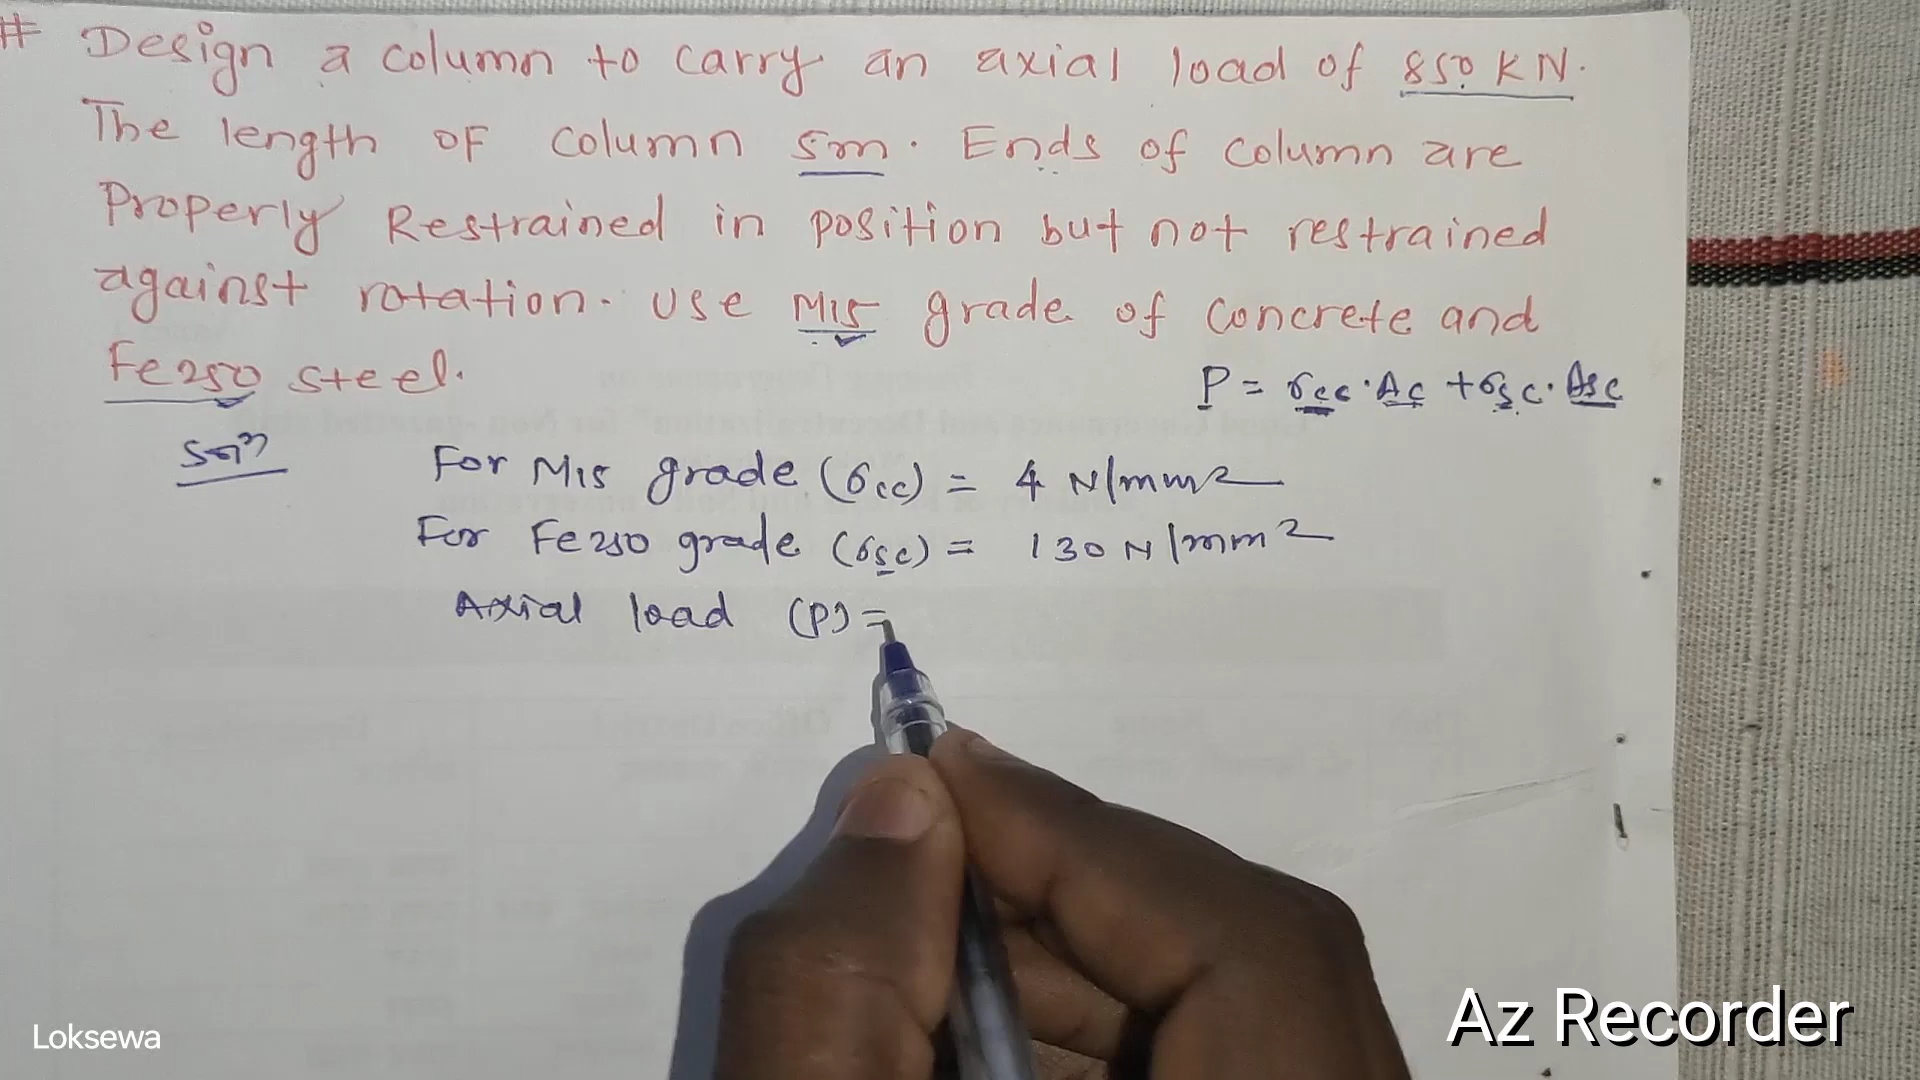 # Design a column to carry an axial load of 850 KN.
The length of column 5m. Ends of column are
Properly Restrained in position but not restrained
against rotation. Use M15 grade of concrete and
Fe250 steel.
P = σcc · Ac + σsc · Asc
Solⁿ
For M15 grade (σcc) = 4 N/mm2
For Fe250 grade (σsc) = 130 N/mm2
Axial load (P) =
Loksewa
Az Recorder